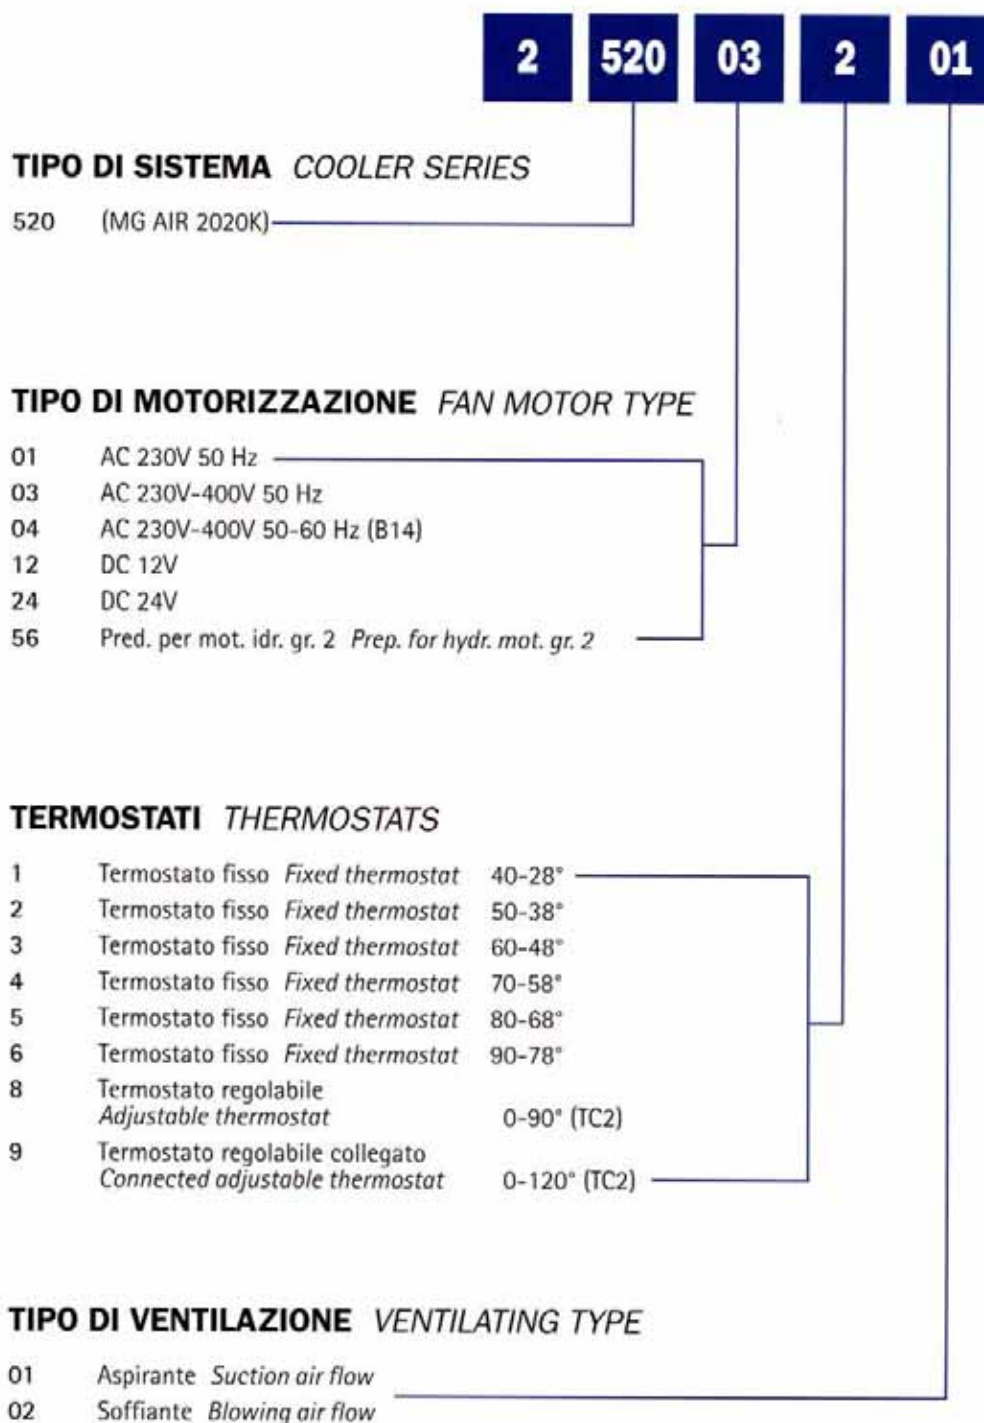 2 520 03 2 01
TIPO DI SISTEMA COOLER SERIES
520 (MG AIR 2020K)
TIPO DI MOTORIZZAZIONE FAN MOTOR TYPE
01 AC 230V 50 Hz
03 AC 230V-400V 50 Hz
04 AC 230V-400V 50-60 Hz (B14)
12 DC 12V
24 DC 24V
56 Pred. per mot. idr. gr. 2 Prep. for hydr. mot. gr. 2
TERMOSTATI THERMOSTATS
1 Termostato fisso Fixed thermostat 40-28°
2 Termostato fisso Fixed thermostat 50-38°
3 Termostato fisso Fixed thermostat 60-48°
4 Termostato fisso Fixed thermostat 70-58°
5 Termostato fisso Fixed thermostat 80-68°
6 Termostato fisso Fixed thermostat 90-78°
8 Termostato regolabile
Adjustable thermostat 0-90° (TC2)
9 Termostato regolabile collegato
Connected adjustable thermostat 0-120° (TC2)
TIPO DI VENTILAZIONE VENTILATING TYPE
01 Aspirante Suction air flow
02 Soffiante Blowing air flow